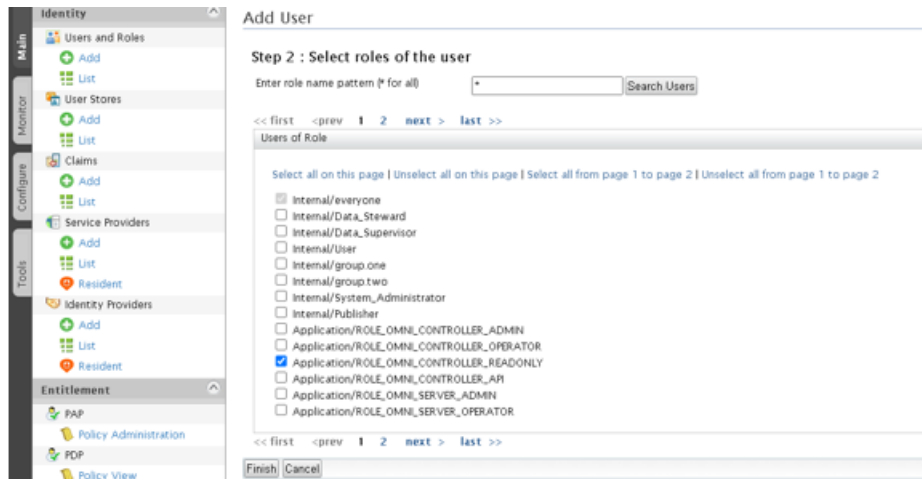 Main
Monitor
Configure
Tools
Identity
Users and Roles
Add
List
User Stores
Add
List
Claims
Add
List
Service Providers
Add
List
Resident
Identity Providers
Add
List
Resident
Entitlement
PAP
Policy Administration
PDP
Policy View
Add User
Step 2 : Select roles of the user
Enter role name pattern (* for all) * Search Users
<< first <prev 1 2 next > last >>
Users of Role
Select all on this page | Unselect all on this page | Select all from page 1 to page 2 | Unselect all from page 1 to page 2
Internal/everyone
Internal/Data_Steward
Internal/Data_Supervisor
Internal/User
Internal/group.one
Internal/group.two
Internal/System_Administrator
Internal/Publisher
Application/ROLE_OMNI_CONTROLLER_ADMIN
Application/ROLE_OMNI_CONTROLLER_OPERATOR
Application/ROLE_OMNI_CONTROLLER_READONLY
Application/ROLE_OMNI_CONTROLLER_API
Application/ROLE_OMNI_SERVER_ADMIN
Application/ROLE_OMNI_SERVER_OPERATOR
<< first <prev 1 2 next > last >>
Finish Cancel